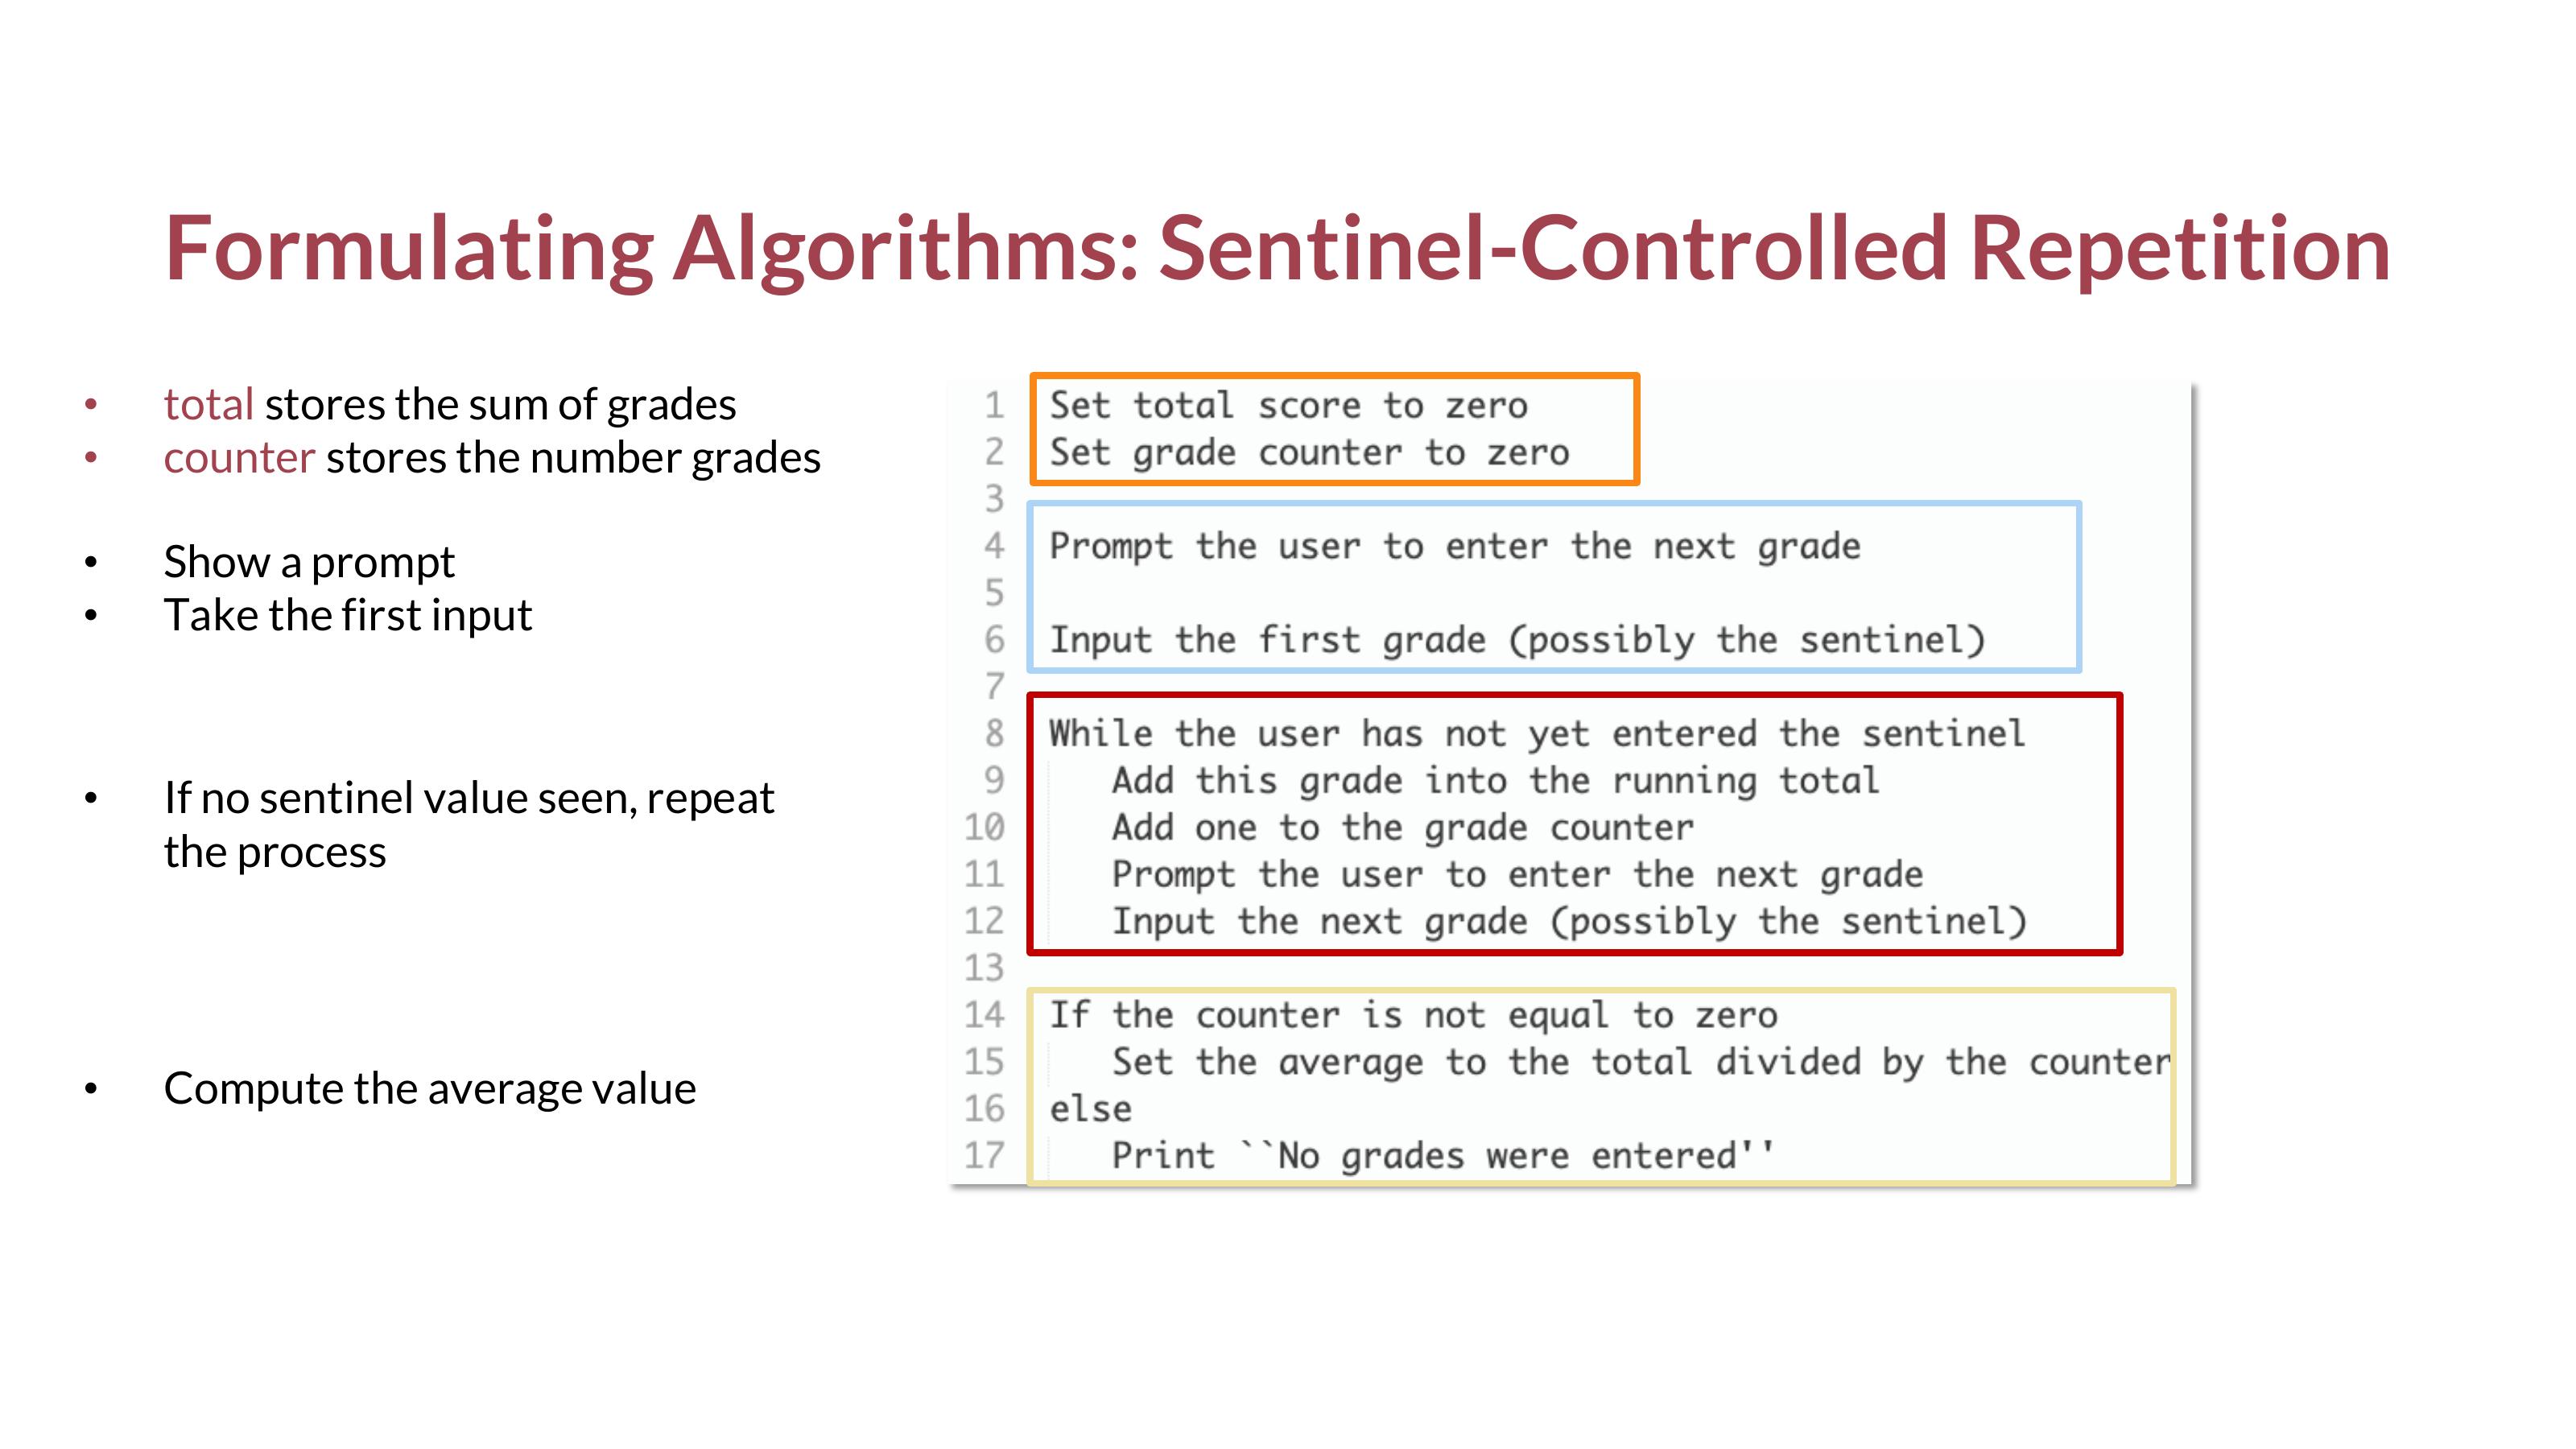 Formulating Algorithms: Sentinel-Controlled Repetition
• total stores the sum of grades
• counter stores the number grades
• Show a prompt
• Take the first input
• If no sentinel value seen, repeat
the process
• Compute the average value
1 Set total score to zero
2 Set grade counter to zero
3
4 Prompt the user to enter the next grade
5
6 Input the first grade (possibly the sentinel)
7
8 While the user has not yet entered the sentinel
9 Add this grade into the running total
10 Add one to the grade counter
11 Prompt the user to enter the next grade
12 Input the next grade (possibly the sentinel)
13
14 If the counter is not equal to zero
15 Set the average to the total divided by the counter
16 else
17 Print ``No grades were entered''